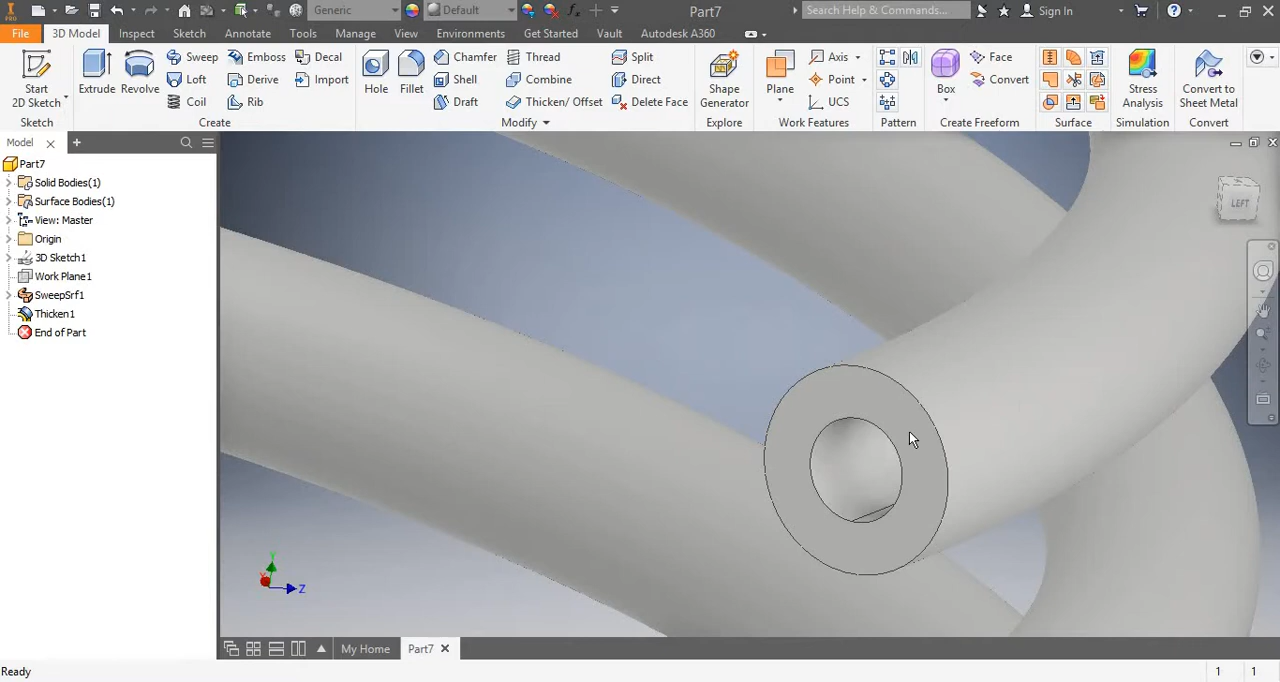 PRO
Generic
Default
fx
Part7
Search Help & Commands...
Sign In
File
3D Model
Inspect
Sketch
Annotate
Tools
Manage
View
Environments
Get Started
Vault
Autodesk A360
Start
2D Sketch
Sketch
Extrude
Revolve
Sweep
Loft
Coil
Emboss
Derive
Rib
Decal
Import
Create
Hole
Fillet
Chamfer
Shell
Draft
Thread
Combine
Thicken/ Offset
Split
Direct
Delete Face
Modify
Shape
Generator
Explore
Plane
Axis
Point
UCS
Work Features
Pattern
Box
Face
Convert
Create Freeform
Surface
Stress
Analysis
Simulation
Convert to
Sheet Metal
Convert
Model
Part7
Solid Bodies(1)
Surface Bodies(1)
View: Master
Origin
3D Sketch1
Work Plane1
SweepSrf1
Thicken1
End of Part
LEFT
Y
Z
My Home
Part7
Ready
1
1